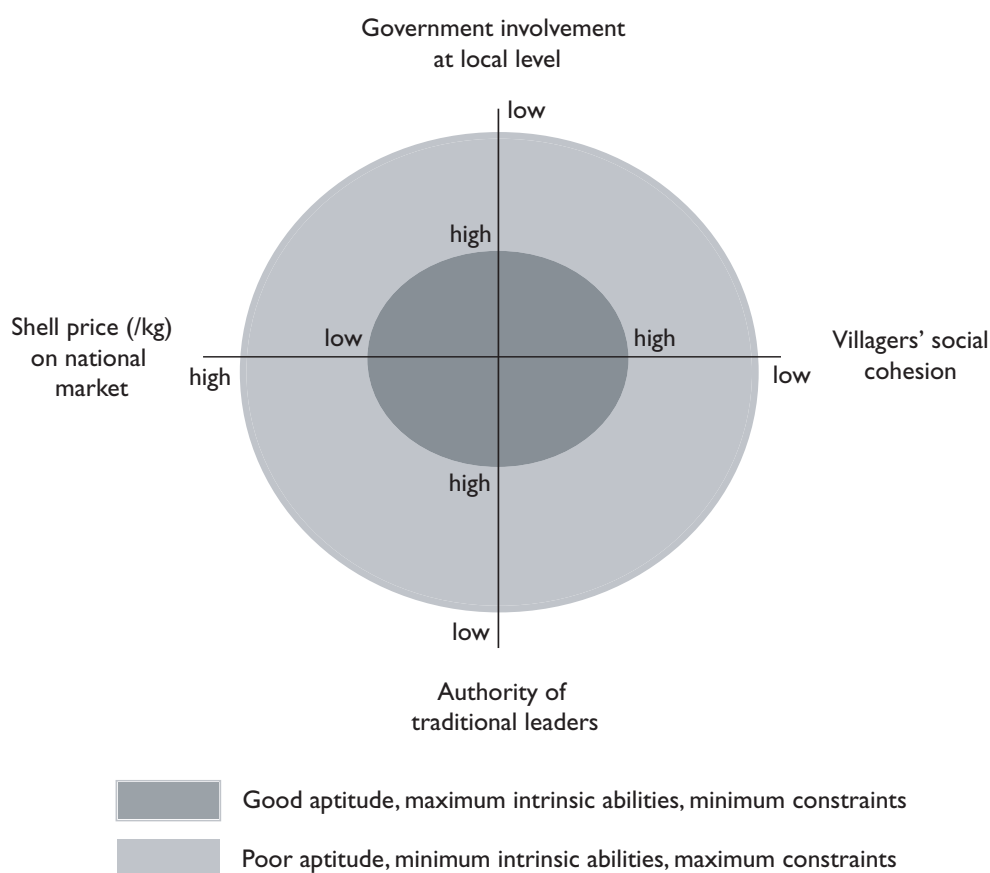 Government involvement
at local level
low
high
Shell price (/kg)
on national
market
low
high
high
low
Villagers’ social
cohesion
high
low
Authority of
traditional leaders
Good aptitude, maximum intrinsic abilities, minimum constraints
Poor aptitude, minimum intrinsic abilities, maximum constraints